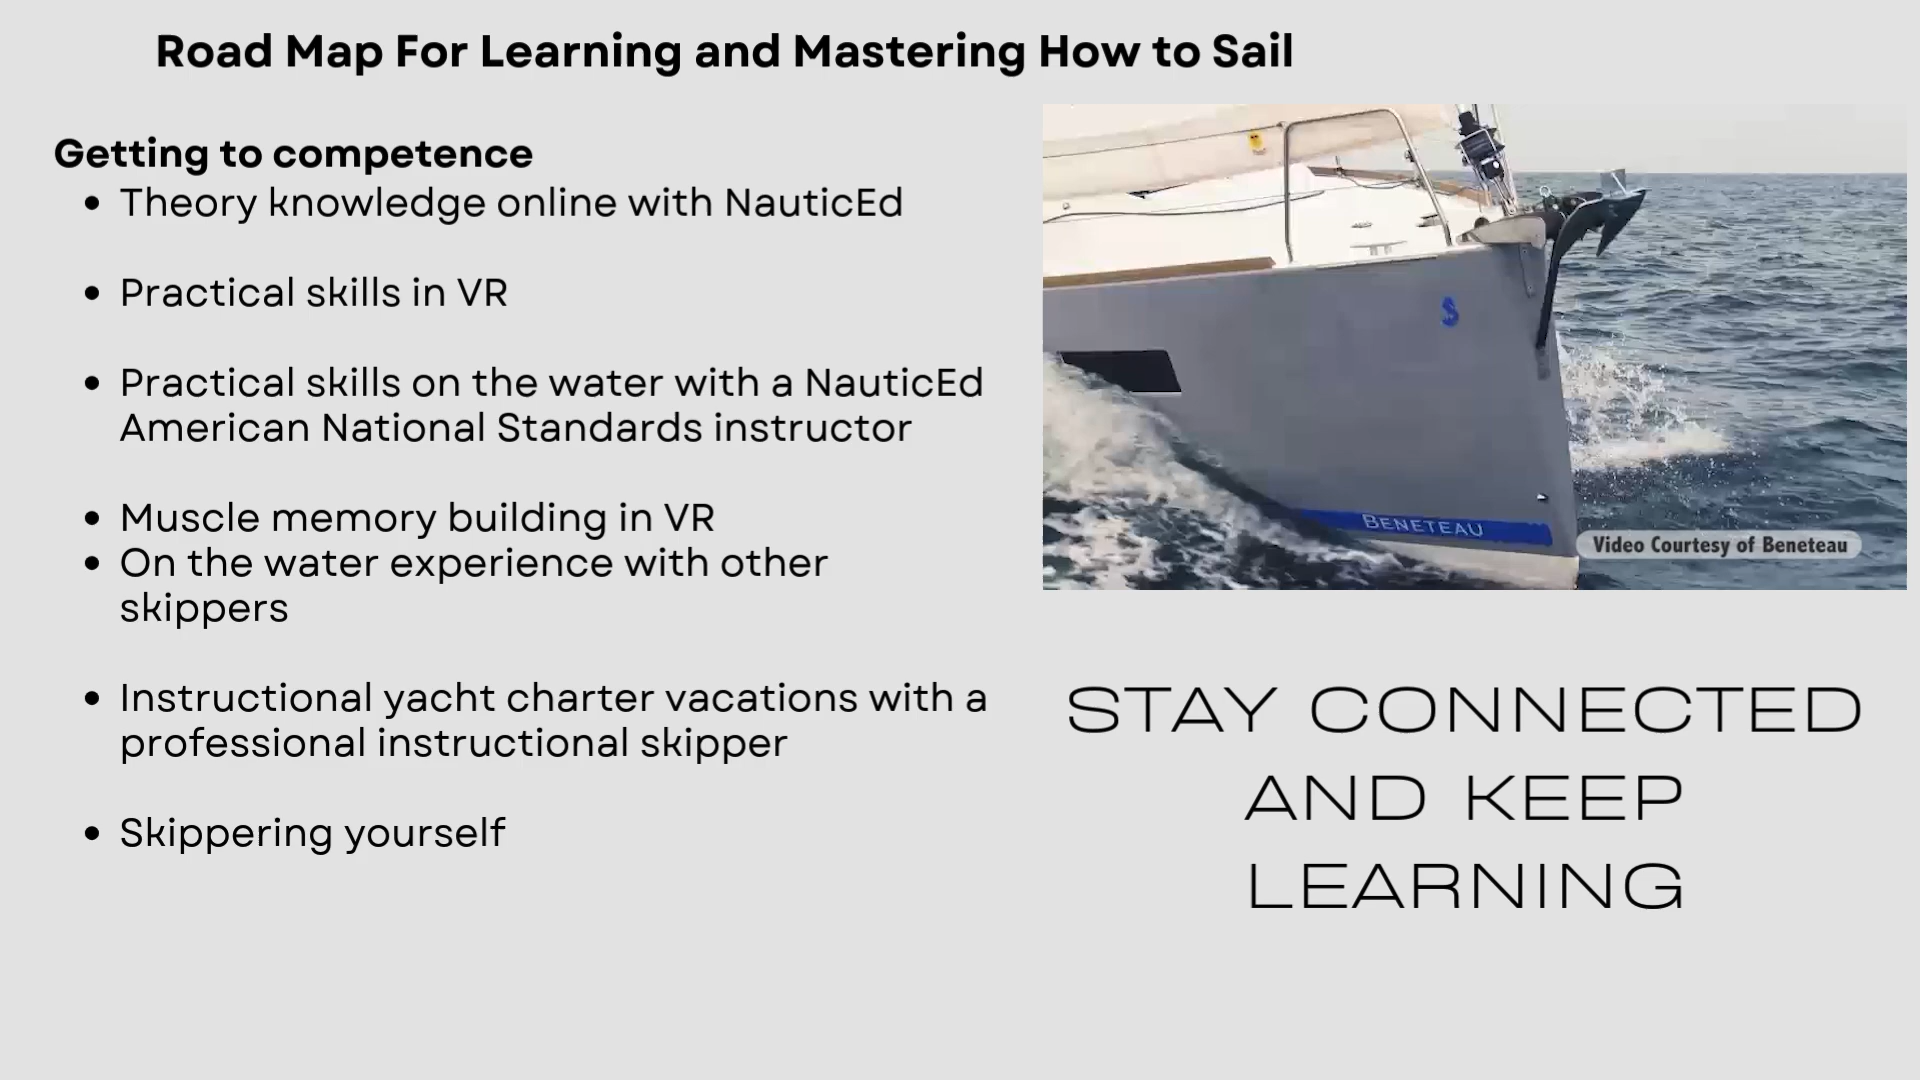 Road Map For Learning and Mastering How to Sail
Getting to competence
• Theory knowledge online with NauticEd
• Practical skills in VR
• Practical skills on the water with a NauticEd
American National Standards instructor
• Muscle memory building in VR
• On the water experience with other
skippers
• Instructional yacht charter vacations with a
professional instructional skipper
• Skippering yourself
BENETEAU
Video Courtesy of Beneteau
STAY CONNECTED
AND KEEP
LEARNING